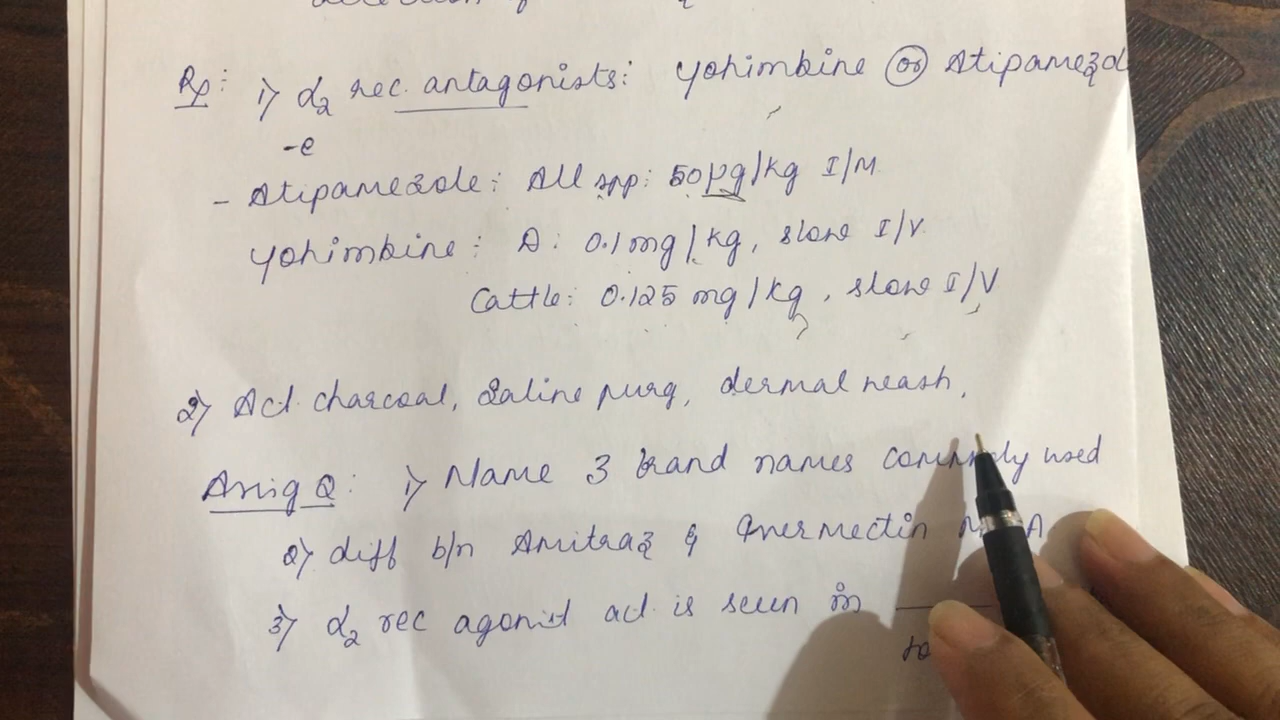 Rp: 1) α2 rec. antagonists: Yohimbine (or) Atipamezol
-e
- Atipamezole: All spp: 50 µg/kg I/M
Yohimbine: D: 0.1 mg/kg, slow I/V
Cattle: 0.125 mg/kg, slow I/V
2) Act charcoal, Saline purg, dermal wash,
Assig Q: 1) Name 3 brand names commonly used
2) diff b/n Amitraz & Ivermectin
3) α2 rec agonist act is seen in ______